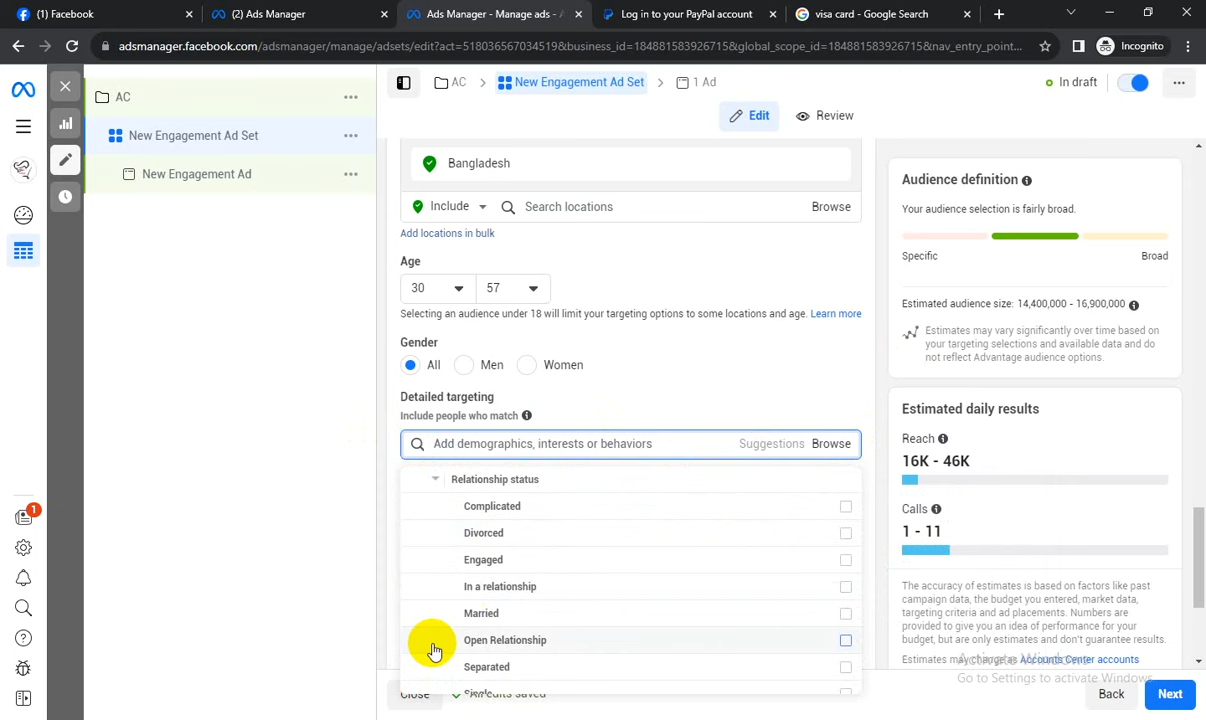 (1) Facebook
(2) Ads Manager
Ads Manager - Manage ads - A
Log in to your PayPal account
visa card - Google Search
adsmanager.facebook.com/adsmanager/manage/adsets/edit?act=518036567034519&business_id=184881583926715&global_scope_id=184881583926715&nav_entry_point...
Incognito
AC
New Engagement Ad Set
New Engagement Ad
1
AC
New Engagement Ad Set
1 Ad
In draft
Edit
Review
Bangladesh
Include
Search locations
Browse
Add locations in bulk
Age
30
57
Selecting an audience under 18 will limit your targeting options to some locations and age. Learn more
Gender
All
Men
Women
Detailed targeting
Include people who match
Add demographics, interests or behaviors
Suggestions
Browse
Relationship status
Complicated
Divorced
Engaged
In a relationship
Married
Open Relationship
Separated
Single
Close
All edits saved
Back
Next
Audience definition
Your audience selection is fairly broad.
Specific
Broad
Estimated audience size: 14,400,000 - 16,900,000
Estimates may vary significantly over time based on
your targeting selections and available data and do
not reflect Advantage audience options.
Estimated daily results
Reach
16K - 46K
Calls
1 - 11
The accuracy of estimates is based on factors like past
campaign data, the budget you entered, market data,
targeting criteria and ad placements. Numbers are
provided to give you an idea of performance for your
budget, but are only estimates and don't guarantee results.
Estimates may change as Accounts Center accounts
Activate Windows
Go to Settings to activate Windows.